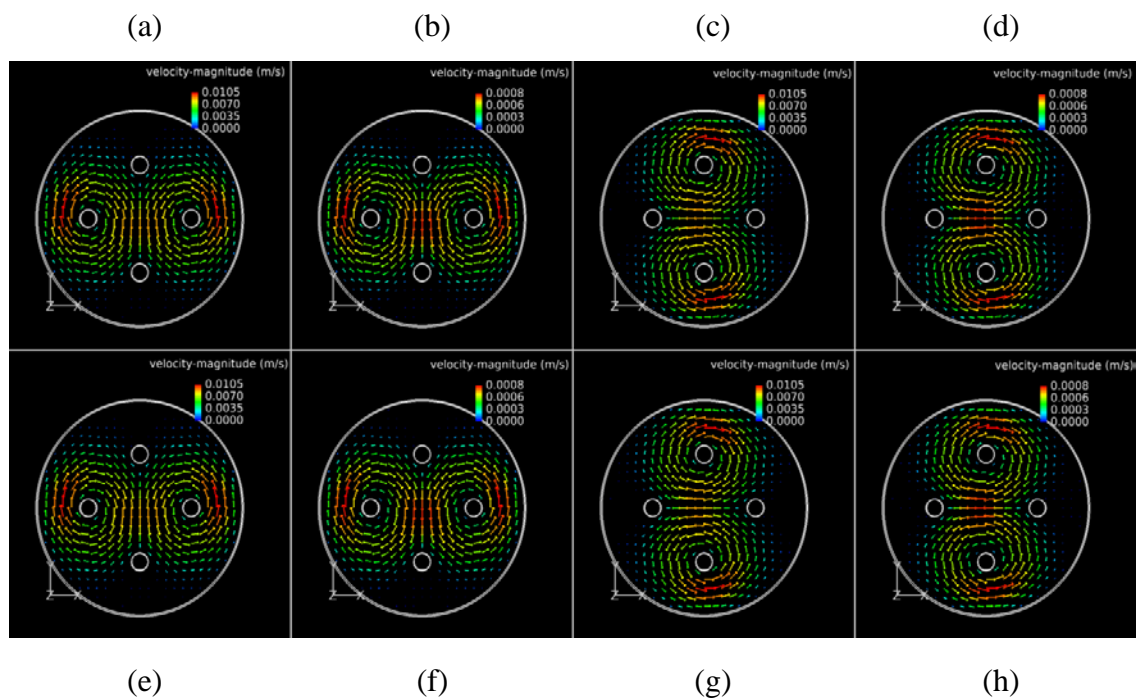 (a) (b) (c) (d)
velocity-magnitude (m/s) velocity-magnitude (m/s) velocity-magnitude (m/s) velocity-magnitude (m/s)
0.0105 0.0008 0.0105 0.0008
0.0070 0.0006 0.0070 0.0006
0.0035 0.0003 0.0035 0.0003
0.0000 0.0000 0.0000 0.0000
Y Y Y Y
Z X Z X Z X Z X
velocity-magnitude (m/s) velocity-magnitude (m/s) velocity-magnitude (m/s) velocity-magnitude (m/s)
0.0105 0.0008 0.0105 0.0008
0.0070 0.0006 0.0070 0.0006
0.0035 0.0003 0.0035 0.0003
0.0000 0.0000 0.0000 0.0000
Y Y Y Y
Z X Z X Z X Z X
(e) (f) (g) (h)